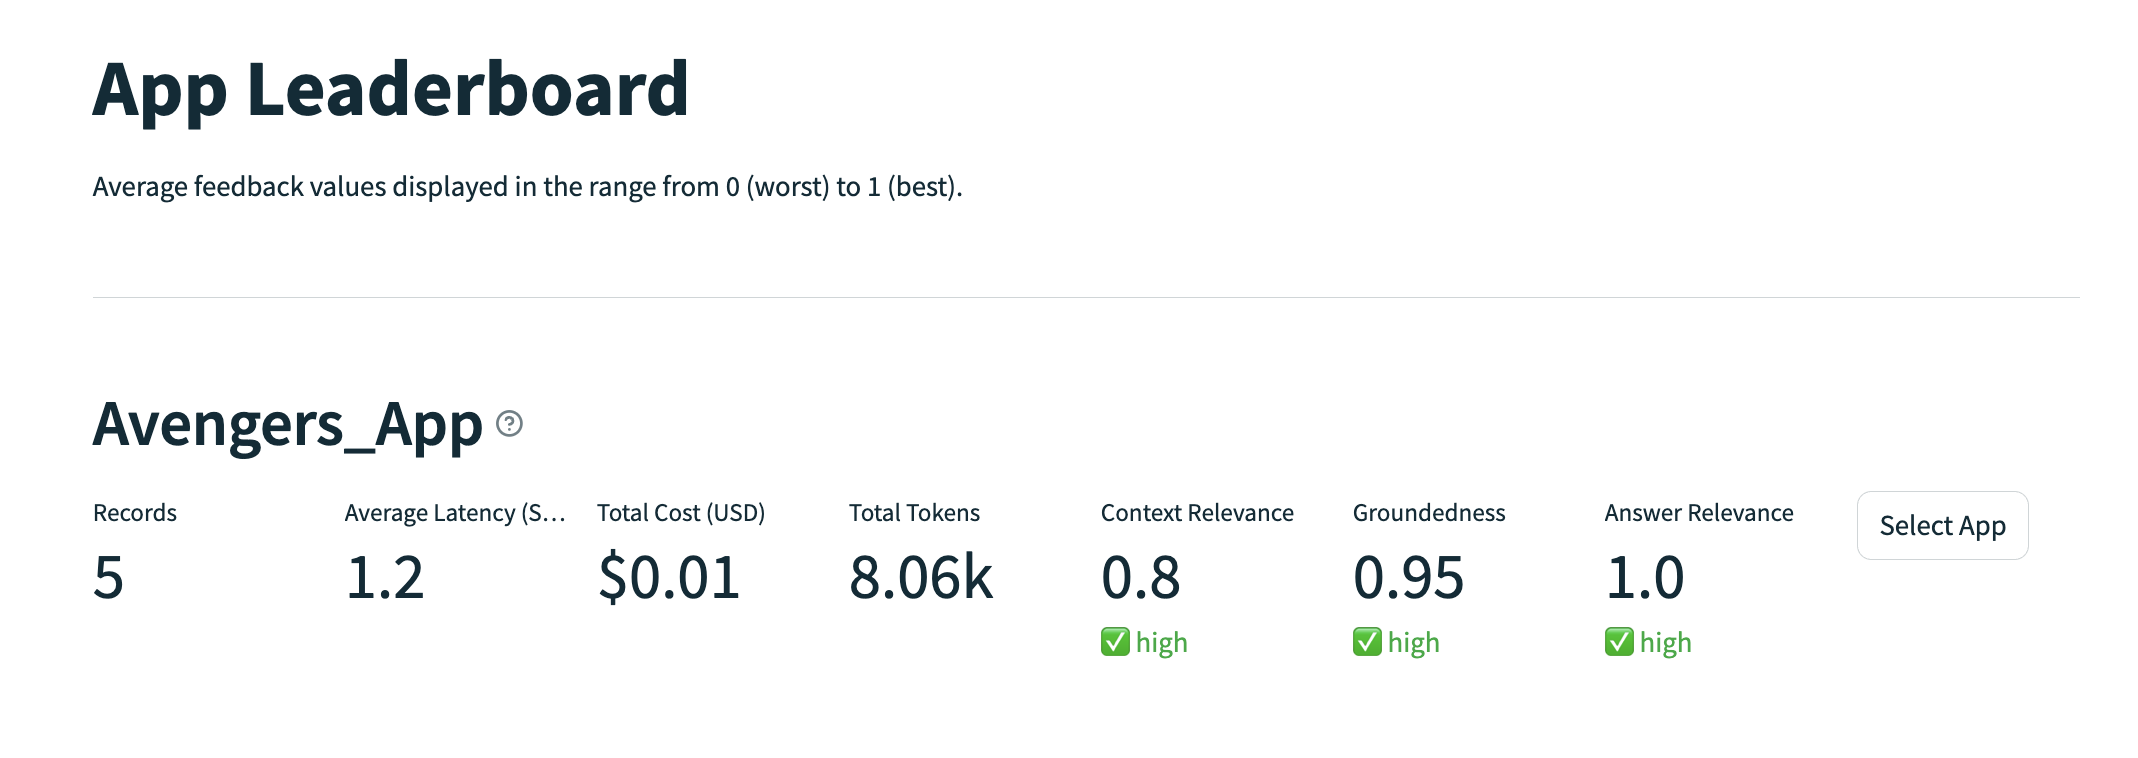 App Leaderboard
Average feedback values displayed in the range from 0 (worst) to 1 (best).
Avengers_App
Records
5
Average Latency (S...
1.2
Total Cost (USD)
$0.01
Total Tokens
8.06k
Context Relevance
0.8
✅ high
Groundedness
0.95
✅ high
Answer Relevance
1.0
✅ high
Select App